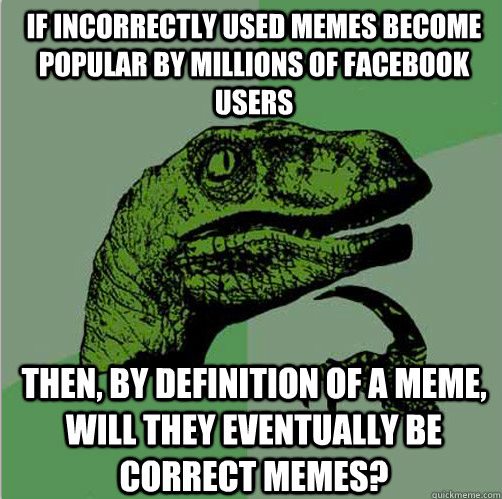 IF INCORRECTLY USED MEMES BECOME
POPULAR BY MILLIONS OF FACEBOOK
USERS
THEN, BY DEFINITION OF A MEME,
WILL THEY EVENTUALLY BE
CORRECT MEMES?
quickmeme.com